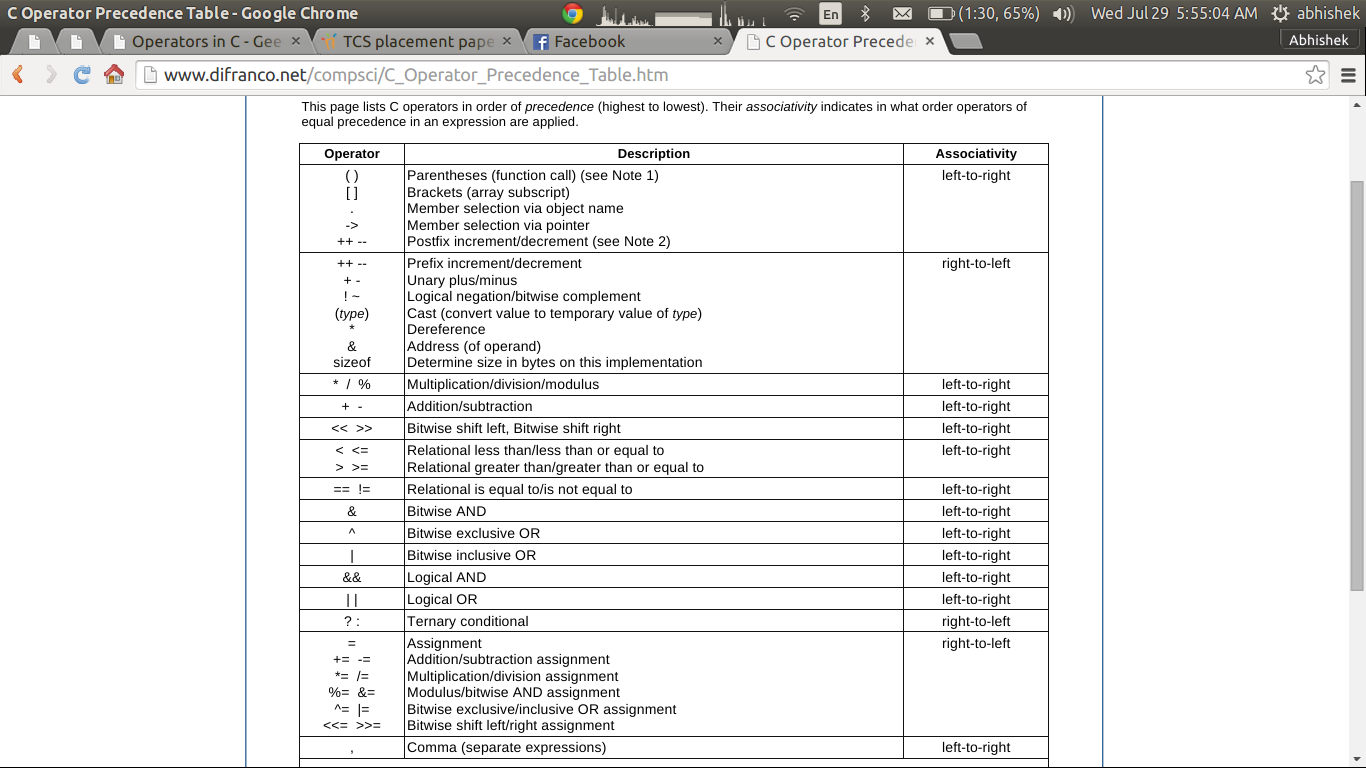 C Operator Precedence Table - Google Chrome
En
(1:30, 65%)
Wed Jul 29 5:55:04 AM
abhishek
Operators in C - Gee
TCS placement pape
Facebook
C Operator Precede
Abhishek
www.difranco.net/compsci/C_Operator_Precedence_Table.htm
This page lists C operators in order of precedence (highest to lowest). Their associativity indicates in what order operators of
equal precedence in an expression are applied.
Operator Description Associativity
( ) Parentheses (function call) (see Note 1) left-to-right
[ ] Brackets (array subscript)
. Member selection via object name
-> Member selection via pointer
++ -- Postfix increment/decrement (see Note 2)
++ -- Prefix increment/decrement right-to-left
+ - Unary plus/minus
! ~ Logical negation/bitwise complement
(type) Cast (convert value to temporary value of type)
* Dereference
& Address (of operand)
sizeof Determine size in bytes on this implementation
* / % Multiplication/division/modulus left-to-right
+ - Addition/subtraction left-to-right
<< >> Bitwise shift left, Bitwise shift right left-to-right
< <= Relational less than/less than or equal to left-to-right
> >= Relational greater than/greater than or equal to
== != Relational is equal to/is not equal to left-to-right
& Bitwise AND left-to-right
^ Bitwise exclusive OR left-to-right
| Bitwise inclusive OR left-to-right
&& Logical AND left-to-right
| | Logical OR left-to-right
? : Ternary conditional right-to-left
= Assignment right-to-left
+= -= Addition/subtraction assignment
*= /= Multiplication/division assignment
%= &= Modulus/bitwise AND assignment
^= |= Bitwise exclusive/inclusive OR assignment
<<= >>= Bitwise shift left/right assignment
, Comma (separate expressions) left-to-right